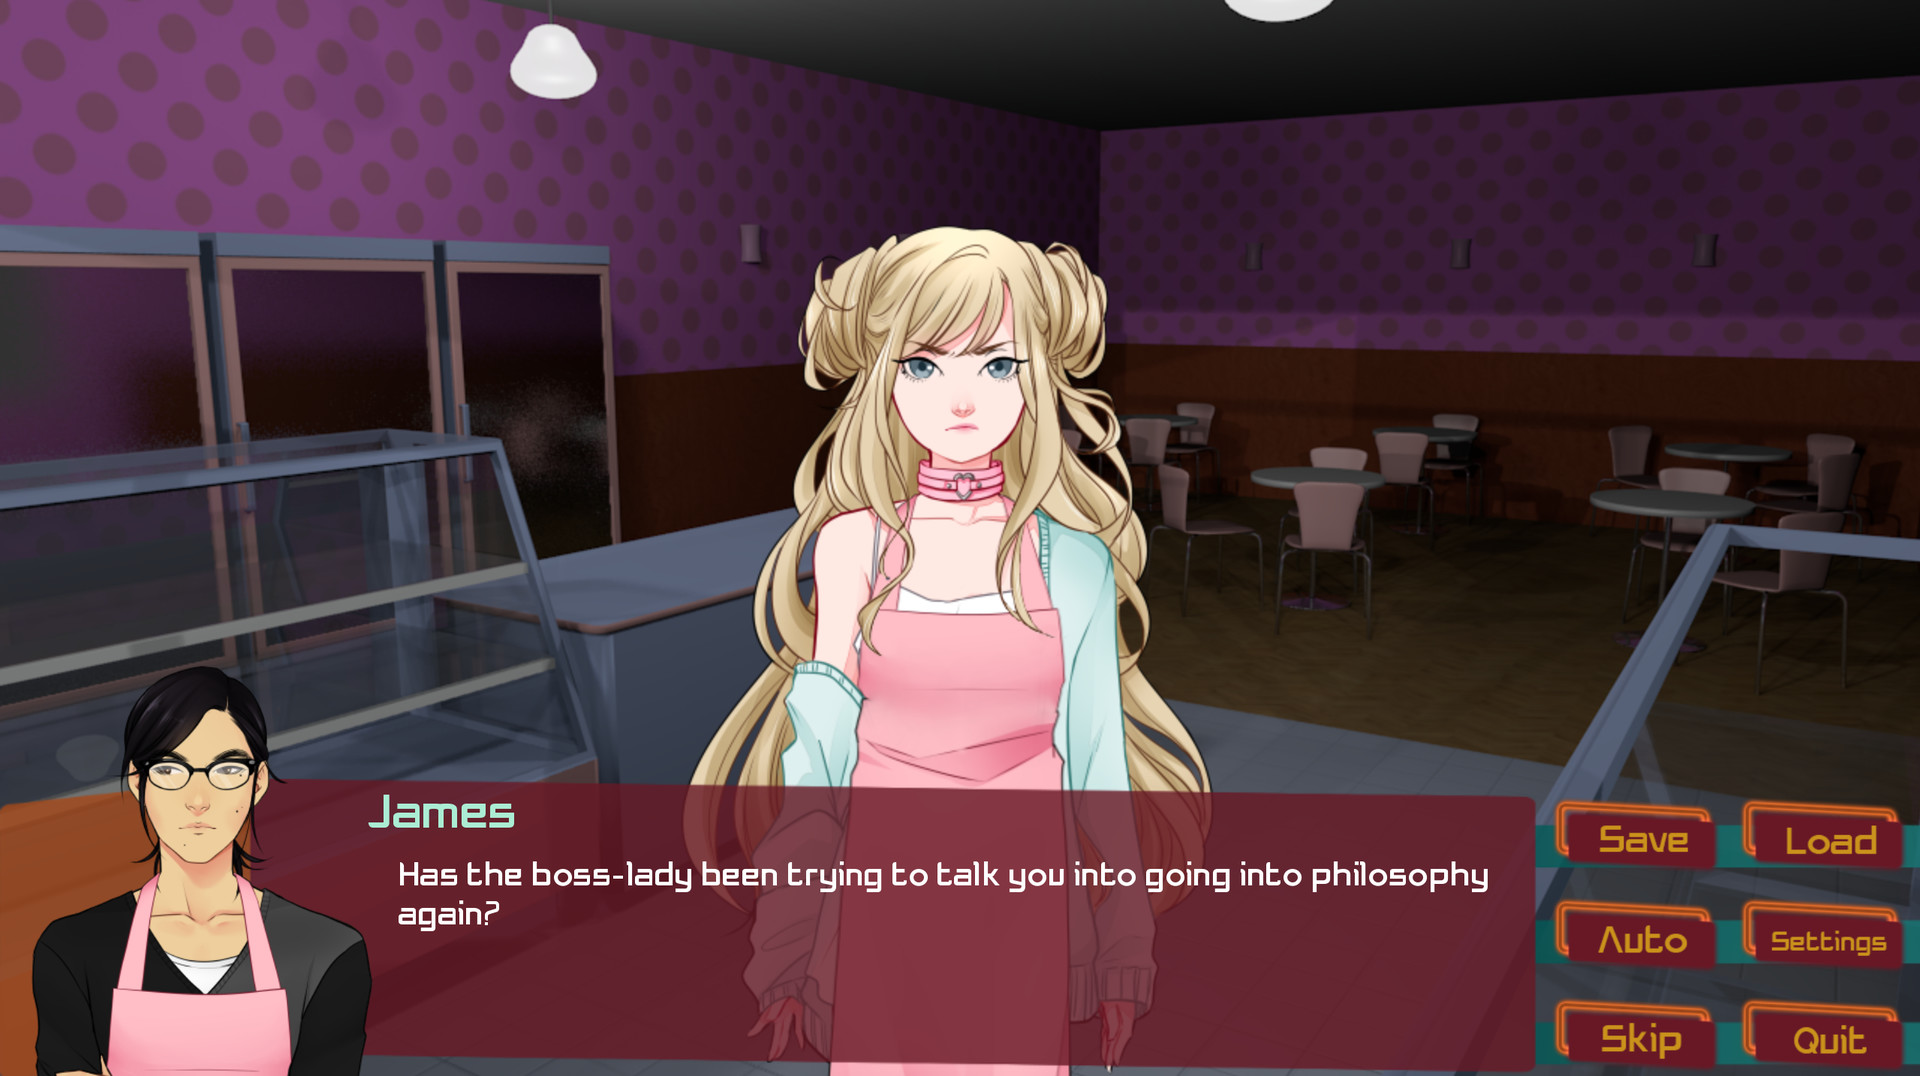 James
Has the boss-lady been trying to talk you into going into philosophy
again?
Save
Load
Auto
Settings
Skip
Quit